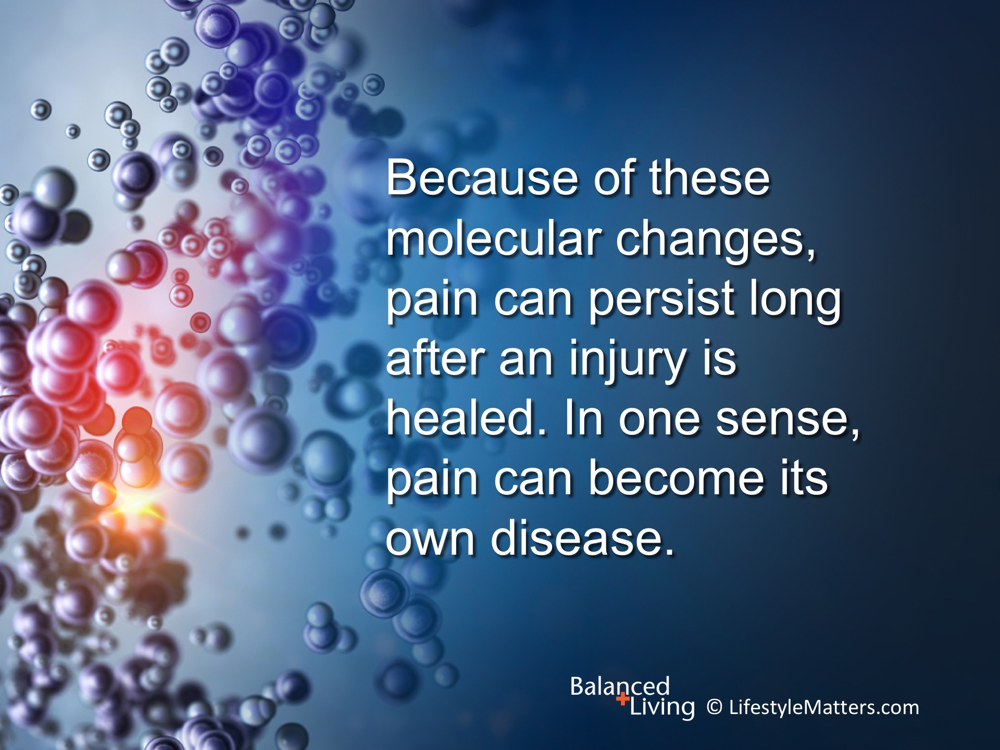 Because of these
molecular changes,
pain can persist long
after an injury is
healed. In one sense,
pain can become its
own disease.
Balanced
Living © LifestyleMatters.com